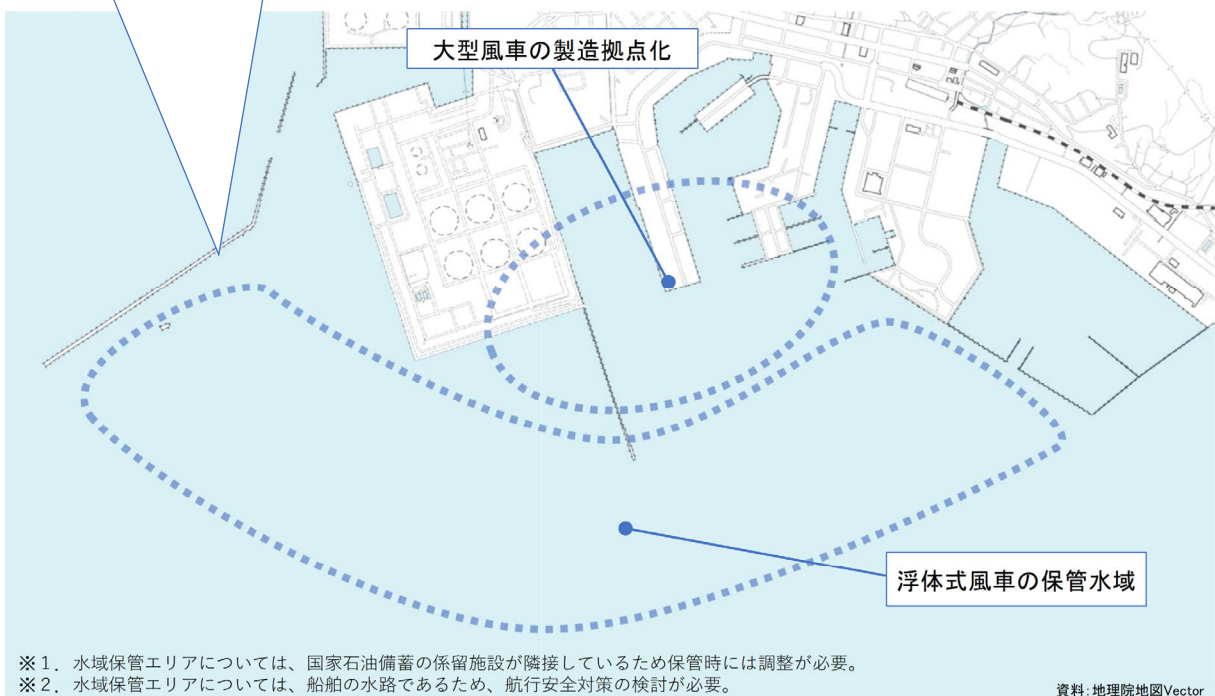 大型風車の製造拠点化
浮体式風車の保管水域
※１．水域保管エリアについては、国家石油備蓄の係留施設が隣接しているため保管時には調整が必要。
※２．水域保管エリアについては、船舶の水路であるため、航行安全対策の検討が必要。
資料：地理院地図Vector